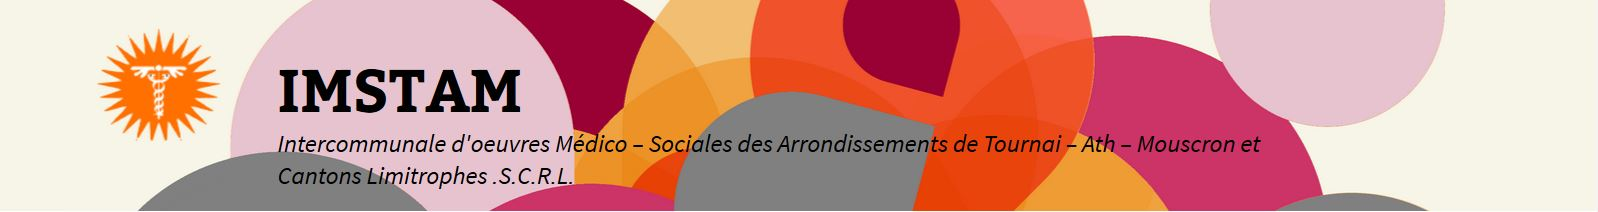 IMSTAM
Intercommunale d'oeuvres Médico – Sociales des Arrondissements de Tournai – Ath – Mouscron et
Cantons Limitrophes .S.C.R.L.